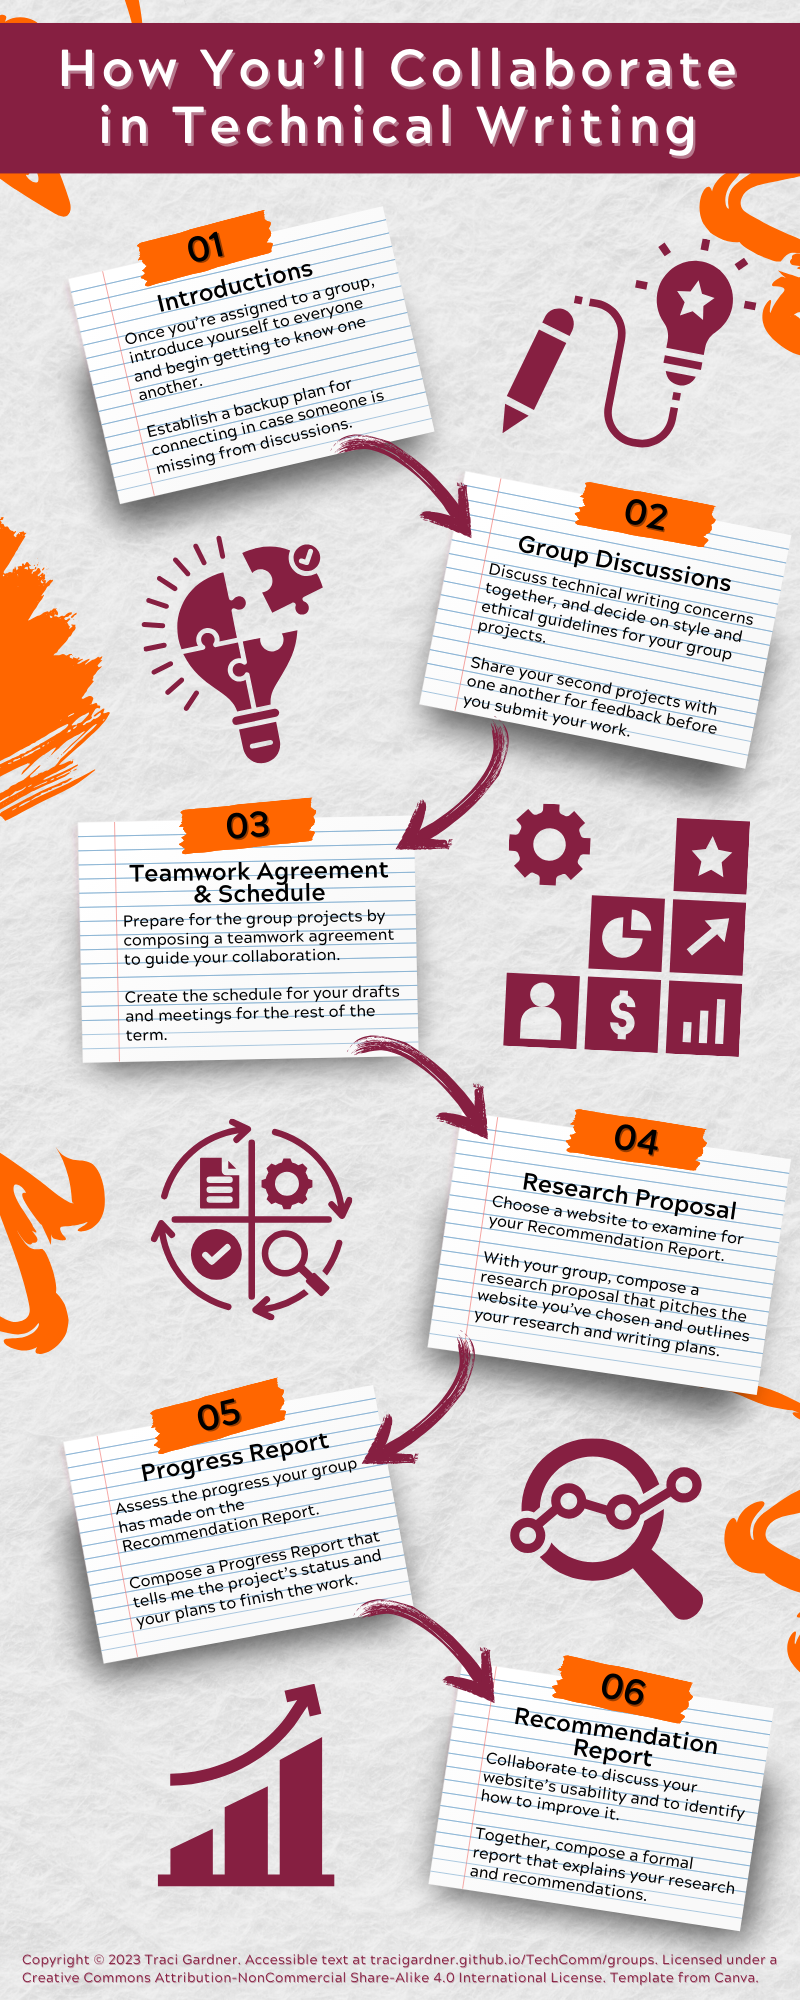 How You'll Collaborate
in Technical Writing
01
Introductions
Once you're assigned to a group,
introduce yourself to everyone
and begin getting to know one
another.
Establish a backup plan for
connecting in case someone is
missing from discussions.
02
Group Discussions
Discuss technical writing concerns
together, and decide on style and
ethical guidelines for your group
projects.
Share your second projects with
one another for feedback before
you submit your work.
03
Teamwork Agreement
& Schedule
Prepare for the group projects by
composing a teamwork agreement
to guide your collaboration.
Create the schedule for your drafts
and meetings for the rest of the
term.
$
04
Research Proposal
Choose a website to examine for
your Recommendation Report.
With your group, compose a
research proposal that pitches the
website you've chosen and outlines
your research and writing plans.
05
Progress Report
Assess the progress your group
has made on the
Recommendation Report.
Compose a Progress Report that
tells me the project's status and
your plans to finish the work.
06
Recommendation
Report
Collaborate to discuss your
website's usability and to identify
how to improve it.
Together, compose a formal
report that explains your research
and recommendations.
Copyright © 2023 Traci Gardner. Accessible text at tracigardner.github.io/TechComm/groups. Licensed under a
Creative Commons Attribution-NonCommercial Share-Alike 4.0 International License. Template from Canva.